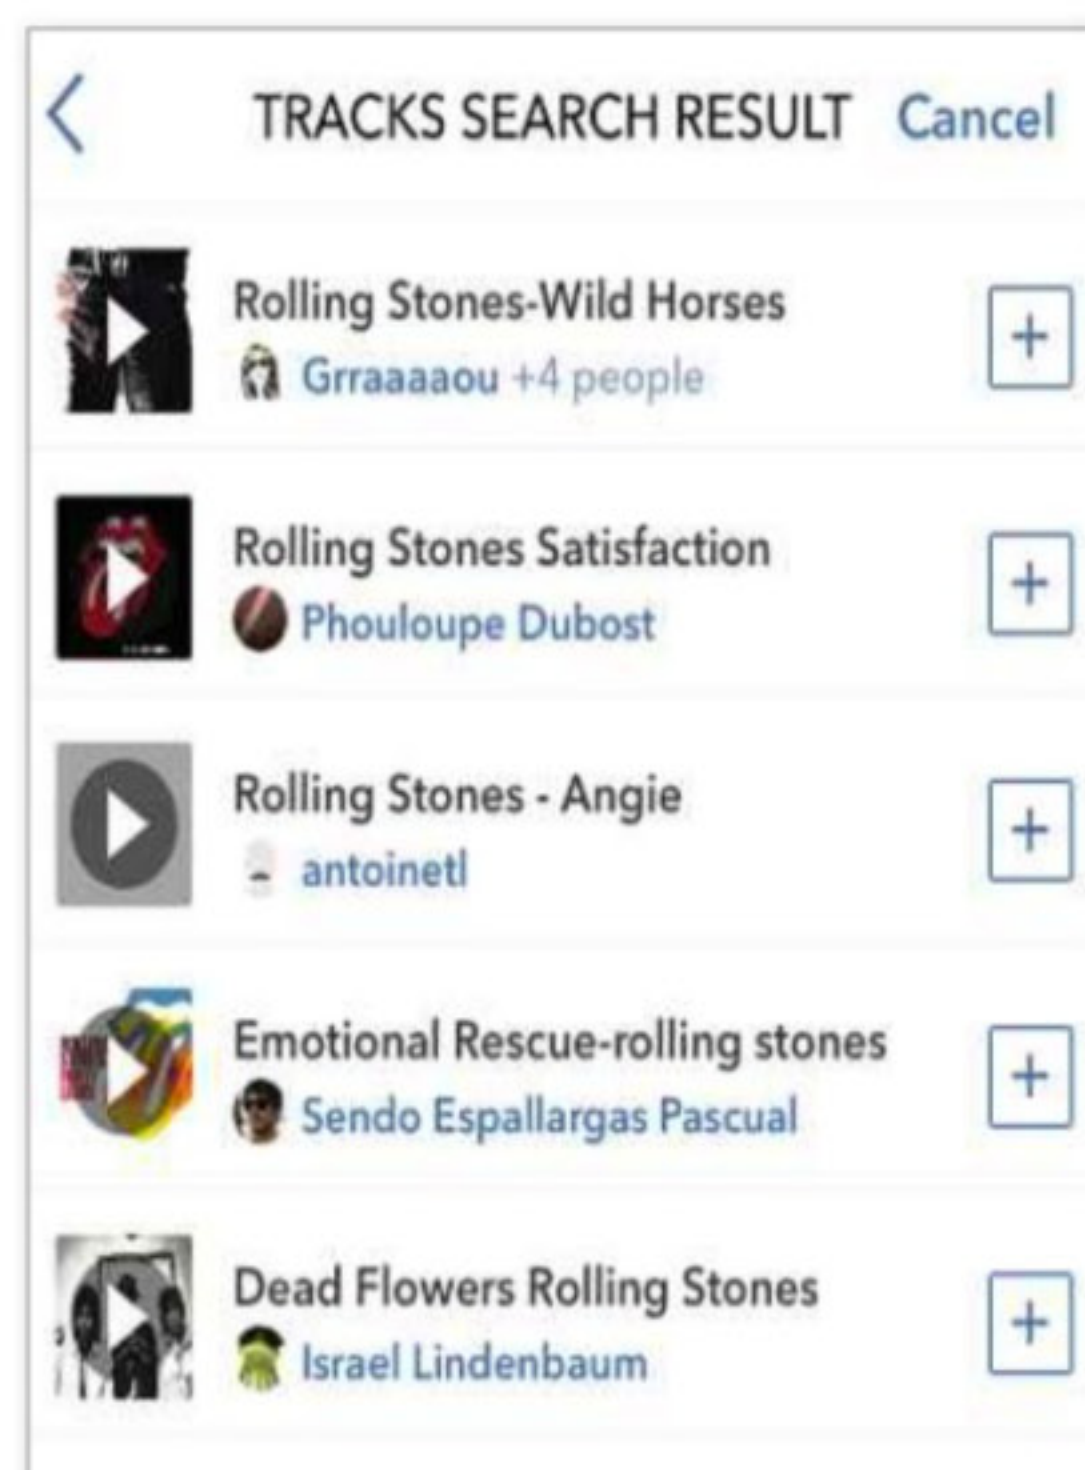 TRACKS SEARCH RESULT Cancel
Rolling Stones-Wild Horses
Grraaaaou +4 people
Rolling Stones Satisfaction
Phouloupe Dubost
Rolling Stones - Angie
antoinetl
Emotional Rescue-rolling stones
Sendo Espallargas Pascual
Dead Flowers Rolling Stones
Israel Lindenbaum